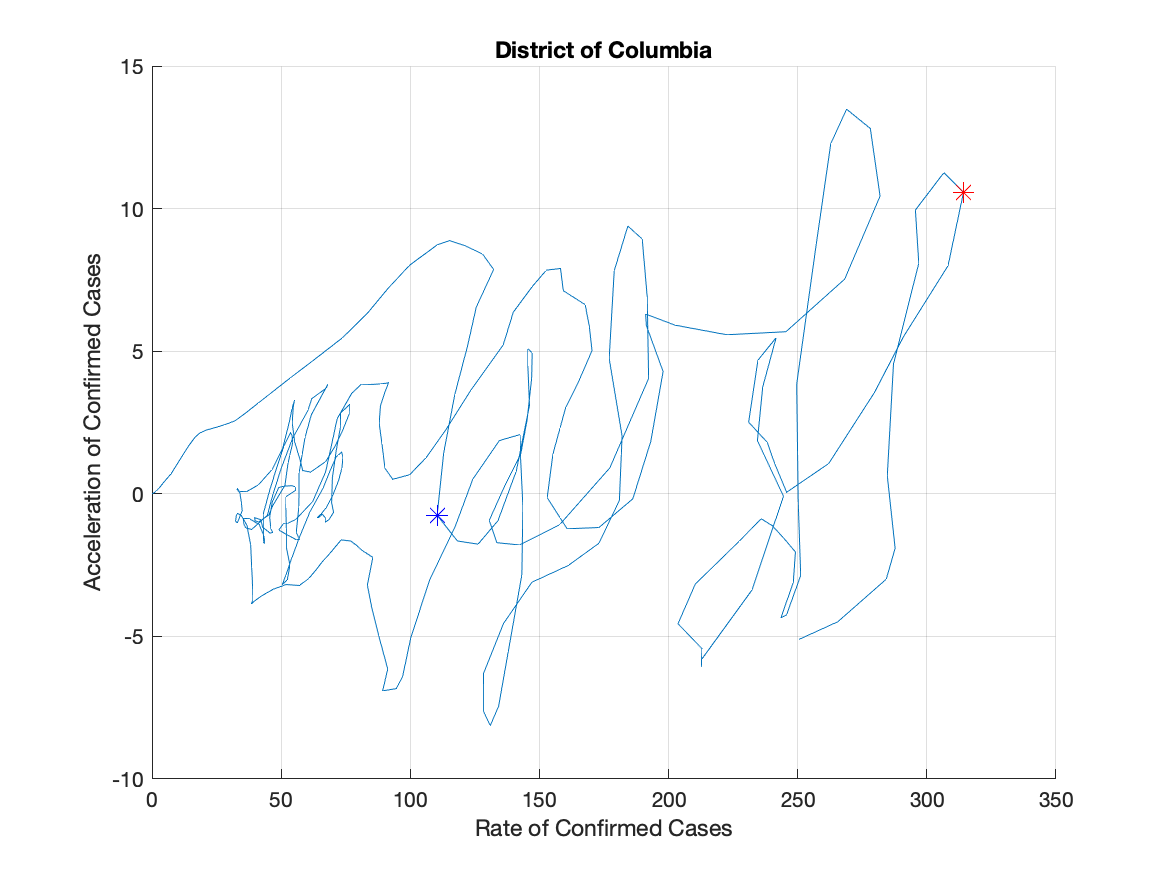 District of Columbia
15
10
5
0
-5
-10
Acceleration of Confirmed Cases
0 50 100 150 200 250 300 350
Rate of Confirmed Cases